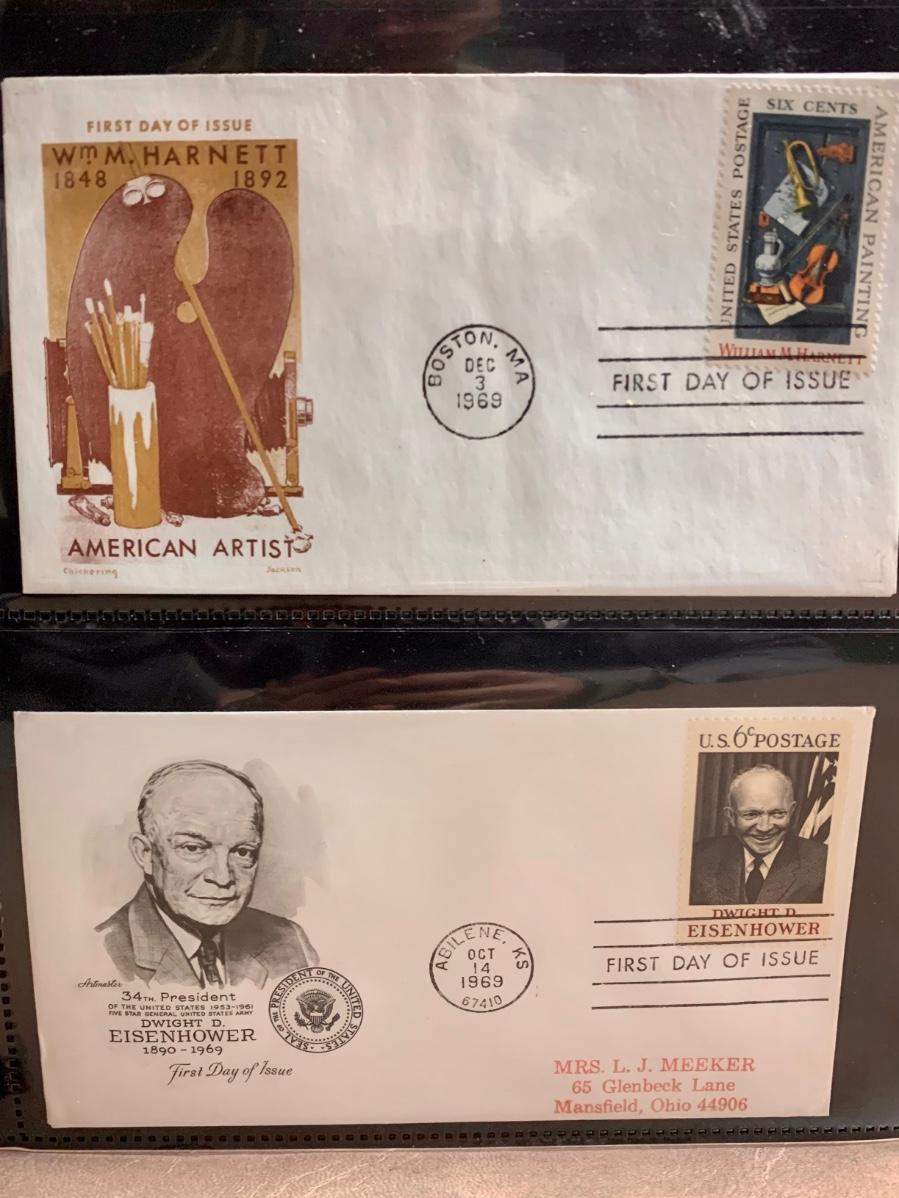 FIRST DAY OF ISSUE
Wm M. HARNETT
1848 1892
AMERICAN ARTIST
Chickering Jackson
SIX CENTS
UNITED STATES POSTAGE
AMERICAN PAINTING
WILLIAM M. HARNETT
BOSTON, MA
DEC
3
1969
FIRST DAY OF ISSUE
U.S. 6c POSTAGE
DWIGHT D.
EISENHOWER
ABILENE, KS
OCT
14
1969
67410
FIRST DAY OF ISSUE
Artmaster
34TH. President
OF THE UNITED STATES 1953-1961
FIVE STAR GENERAL UNITED STATES ARMY
DWIGHT D.
EISENHOWER
1890 - 1969
First Day of Issue
SEAL OF THE PRESIDENT OF THE UNITED STATES
MRS. L. J. MEEKER
65 Glenbeck Lane
Mansfield, Ohio 44906